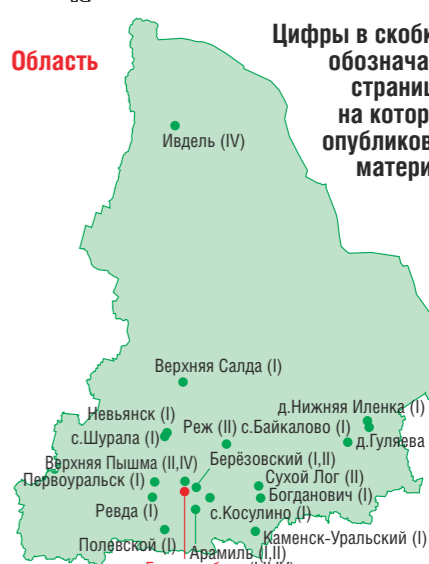 Область
Цифры в скобк
обозача
страниц
на котор
опубликов
матери
Ивдель (IV)
Верхняя Салда (I)
Невьянск (I)
д.Нижняя Иленка (I)
с.Шурала (I)
Реж (II)
с.Байкалово (I)
д.Гуляева
Верхняя Пышма (II,IV)
Берёзовский (I,II)
Первоуральск (I)
Сухой Лог (II)
Богданович (I)
Ревда (I)
с.Косулино (I)
Полевской (I)
Каменск-Уральский (I)
Арамиль (I,II)